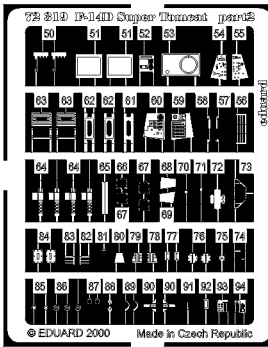 72 319 F-14D Super Tomcat part2
50 51 51 52 53 54 55
eduard
63 63 62 62 61 60 59 58 57 56
64 64 65 66 66 68 70 71 72 73
67 67 69
84 83 82 81 80 79 78 77 76 75 74
85 86 87 88 89 90 90 91 92 93 94
© EDUARD 2000 Made in Czech Republic